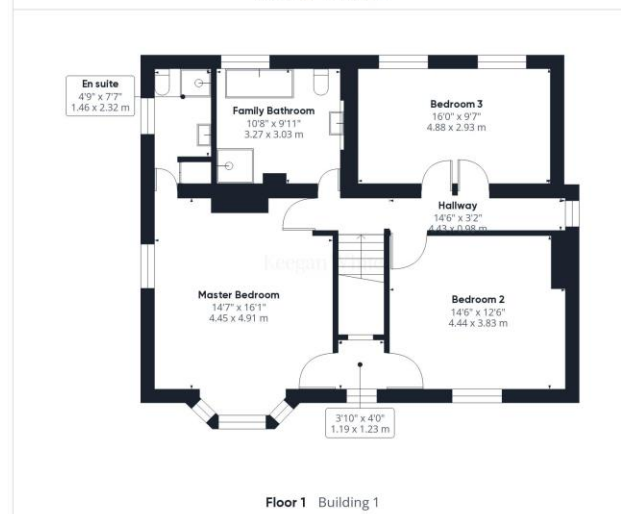 En suite
4'9" x 7'7"
1.46 x 2.32 m
Family Bathroom
10'8" x 9'11"
3.27 x 3.03 m
Bedroom 3
16'0" x 9'7"
4.88 x 2.93 m
Hallway
14'6" x 3'2"
4.43 x 0.98 m
Keegan
Master Bedroom
14'7" x 16'1"
4.45 x 4.91 m
Bedroom 2
14'6" x 12'6"
4.44 x 3.83 m
3'10" x 4'0"
1.19 x 1.23 m
Floor 1 Building 1